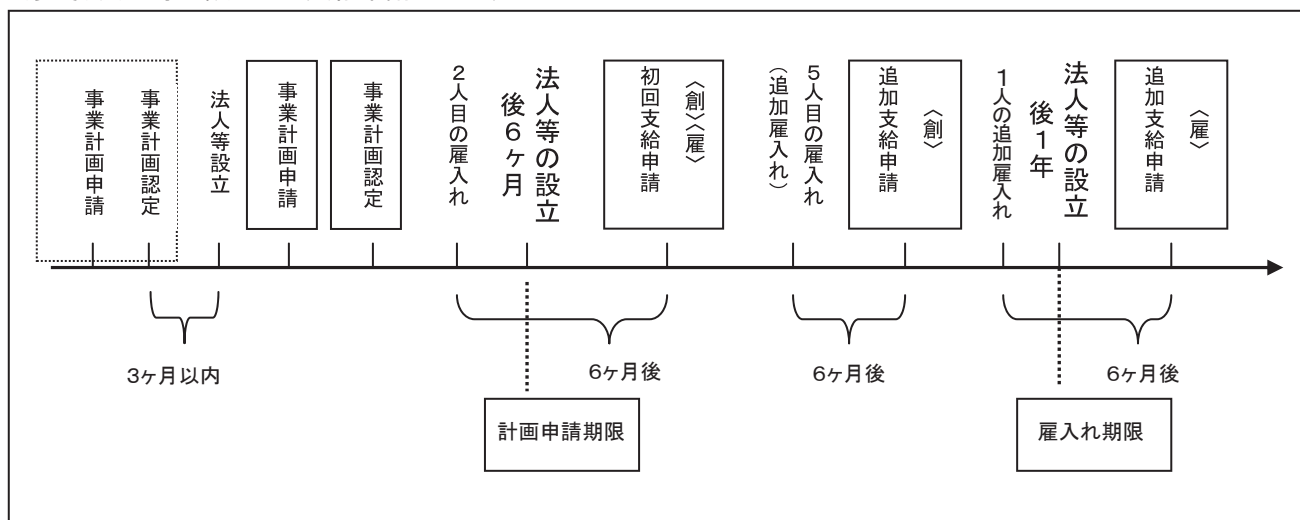 事業計画申請
事業計画認定
法人等設立
事業計画申請
事業計画認定
２人目の雇入れ
法人等の設立
後６ヶ月
〈創〉〈雇〉
初回支給申請
５人目の雇入れ
（追加雇入れ）
〈創〉
追加支給申請
１人の追加雇入れ
法人等の設立
後１年
〈雇〉
追加支給申請
３ヶ月以内
６ヶ月後
６ヶ月後
６ヶ月後
計画申請期限
雇入れ期限